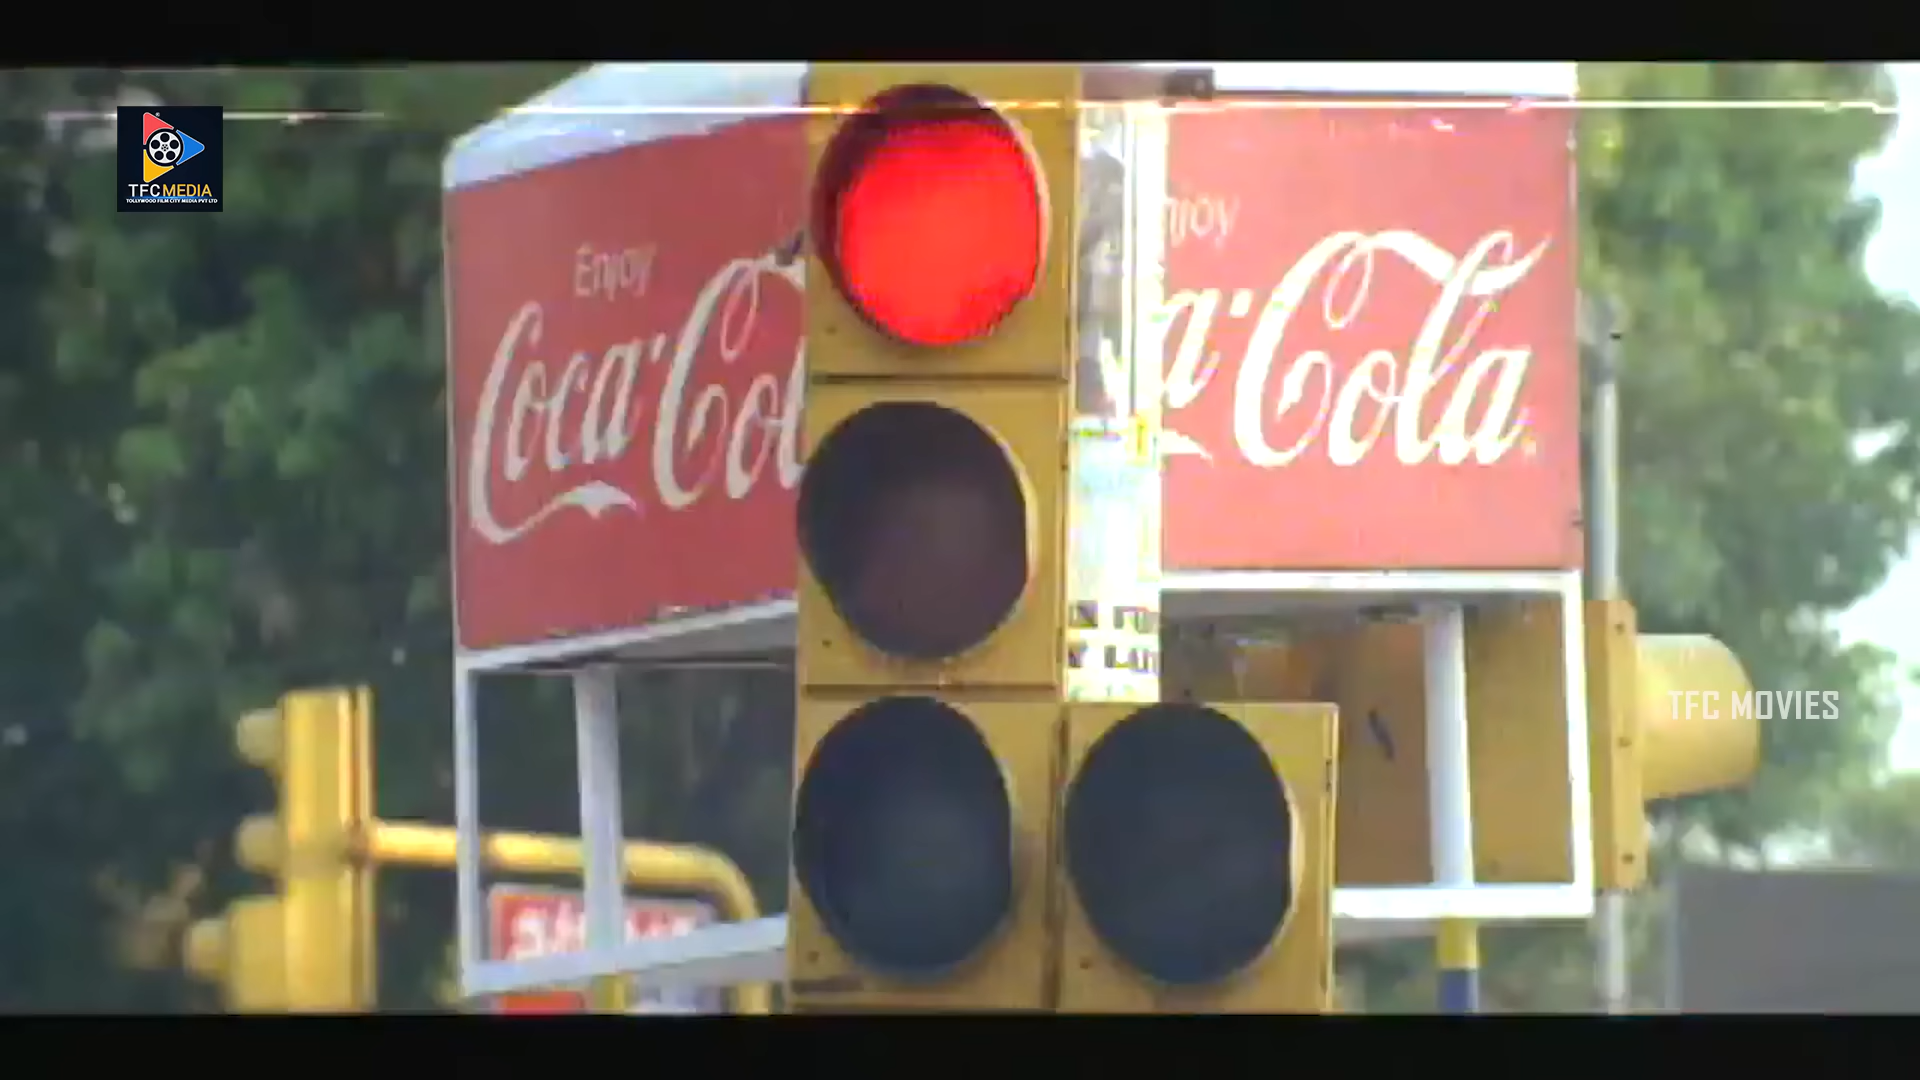 TFC MEDIA
TOLLYWOOD FILM CITY MEDIA PVT LTD
Enjoy
Coca-Col
njoy
a-Cola
TFC MOVIES